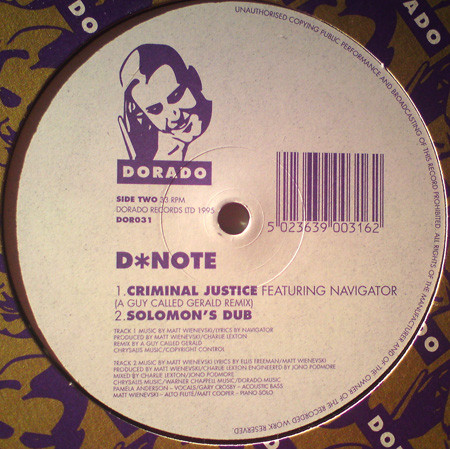 UNAUTHORISED COPYING PUBLIC PERFORMANCE AND BROADCASTING OF THIS RECORD PROHIBITED ALL RIGHTS OF THE MANUFACTURER AND OF THE OWNER OF THE RECORDED WORK RESERVED.
DORADO
SIDE TWO 33 RPM
DORADO RECORDS LTD 1995
DOR031
5 023639 003162
D*NOTE
1.CRIMINAL JUSTICE FEATURING NAVIGATOR
(A GUY CALLED GERALD REMIX)
2.SOLOMON'S DUB
TRACK 1 MUSIC BY MATT WIENEVSKI/LYRICS BY NAVIGATOR
PRODUCED BY MATT WIENEVSKI/CHARLIE LEXTON
REMIX BY A GUY CALLED GERALD
CHRYSALIS MUSIC/COPYRIGHT CONTROL
TRACK 2 MUSIC BY MATT WIENEVSKI LYRICS BY ELLIS FREEMAN/MATT WIENEVSKI
PRODUCED BY MATT WIENEVSKI/CHARLIE LEXTON ENGINEERED BY JONO PODMORE
MIXED BY CHARLIE LEXTON/JONO PODMORE
CHRYSALIS MUSIC/WARNER CHAPPELL MUSIC/DORADO MUSIC
PAMELA ANDERSON – VOCALS/GARY CROSBY – ACOUSTIC BASS
MATT WIENEVSKI – ALTO FLUTE/MATT COOPER – PIANO SOLO
DORADO
DORADO
DORADO